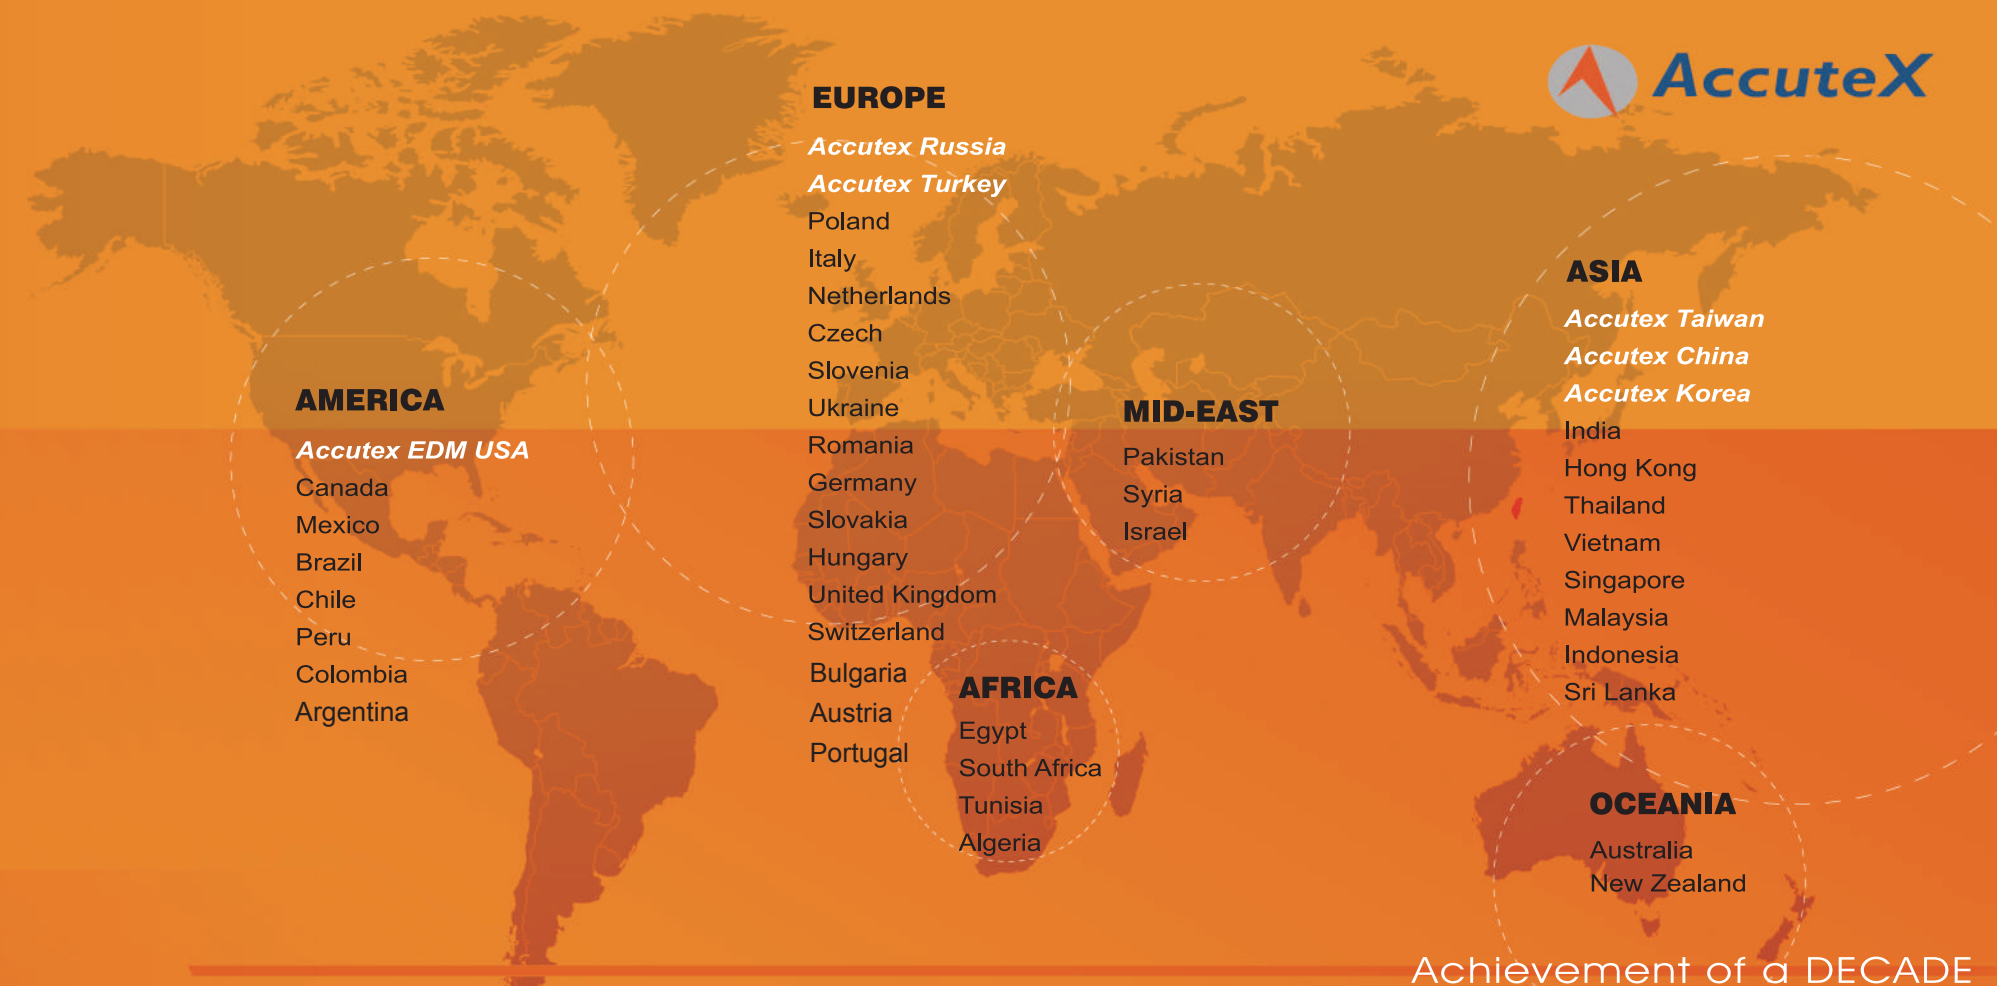 AccuteX
EUROPE
Accutex Russia
Accutex Turkey
Poland
Italy
Netherlands
Czech
Slovenia
Ukraine
Romania
Germany
Slovakia
Hungary
United Kingdom
Switzerland
Bulgaria
Austria
Portugal
AMERICA
Accutex EDM USA
Canada
Mexico
Brazil
Chile
Peru
Colombia
Argentina
MID-EAST
Pakistan
Syria
Israel
AFRICA
Egypt
South Africa
Tunisia
Algeria
ASIA
Accutex Taiwan
Accutex China
Accutex Korea
India
Hong Kong
Thailand
Vietnam
Singapore
Malaysia
Indonesia
Sri Lanka
OCEANIA
Australia
New Zealand
Achievement of a DECADE